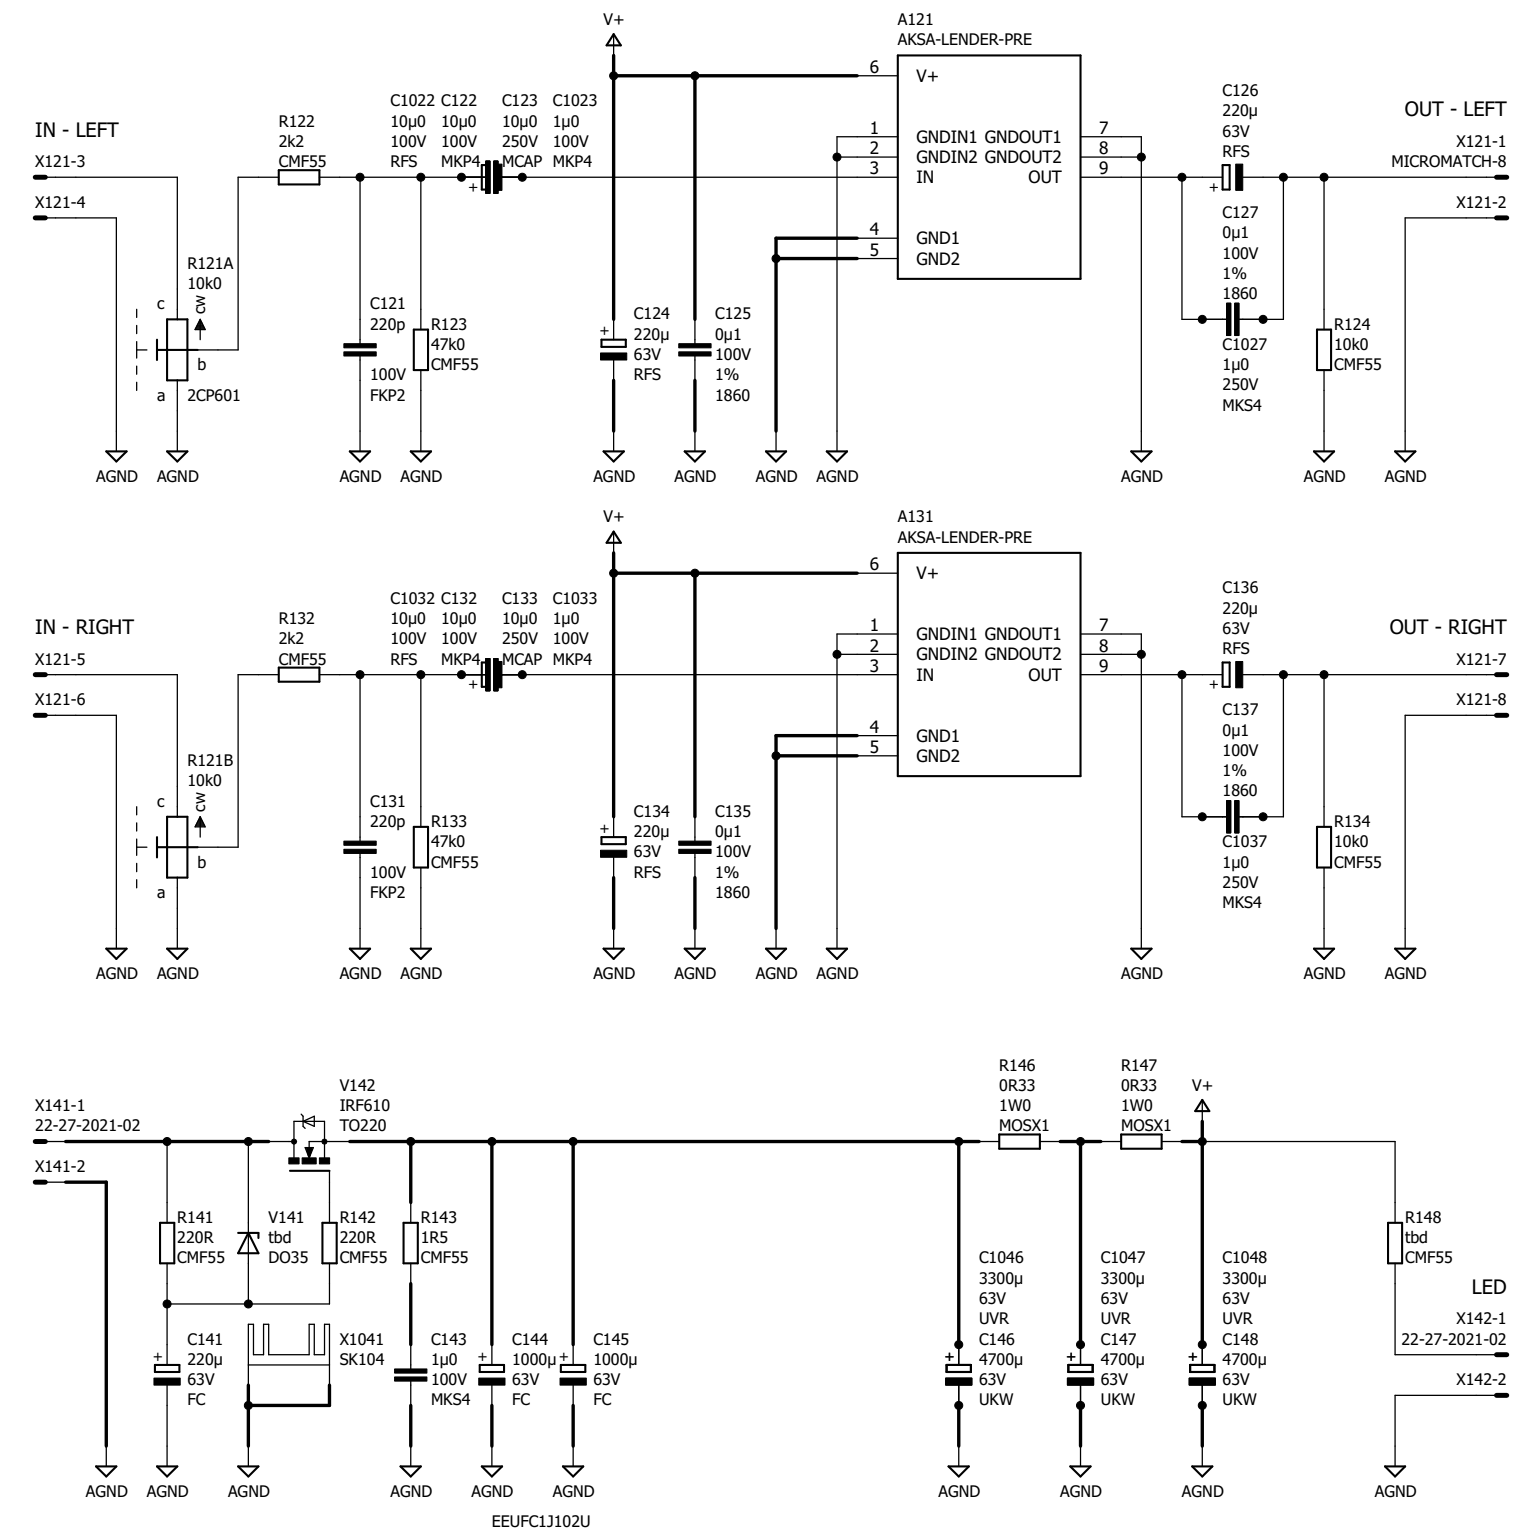 V+
A121
AKSA-LENDER-PRE
6 V+
IN - LEFT
X121-3
X121-4
R122
2k2
CMF55
C1022 C122 C123 C1023
10µ0 10µ0 10µ0 1µ0
100V 100V 250V 100V
RFS MKP4 MCAP MKP4
+
1 GNDIN1 GNDOUT1 7
2 GNDIN2 GNDOUT2 8
3 IN OUT 9
4 GND1
5 GND2
C126
220µ
63V
RFS
+
C127
0µ1
100V
1%
1860
C1027
1µ0
250V
MKS4
OUT - LEFT
X121-1
MICROMATCH-8
X121-2
R121A
10k0
c
cw
b
a
2CP601
C121
220p
100V
FKP2
R123
47k0
CMF55
+
C124
220µ
63V
RFS
C125
0µ1
100V
1%
1860
R124
10k0
CMF55
AGND AGND AGND AGND AGND AGND AGND AGND AGND AGND AGND
V+
A131
AKSA-LENDER-PRE
6 V+
IN - RIGHT
X121-5
X121-6
R132
2k2
CMF55
C1032 C132 C133 C1033
10µ0 10µ0 10µ0 1µ0
100V 100V 250V 100V
RFS MKP4 MCAP MKP4
+
1 GNDIN1 GNDOUT1 7
2 GNDIN2 GNDOUT2 8
3 IN OUT 9
4 GND1
5 GND2
C136
220µ
63V
RFS
+
C137
0µ1
100V
1%
1860
C1037
1µ0
250V
MKS4
OUT - RIGHT
X121-7
X121-8
R121B
10k0
c
cw
b
a
C131
220p
100V
FKP2
R133
47k0
CMF55
+
C134
220µ
63V
RFS
C135
0µ1
100V
1%
1860
R134
10k0
CMF55
AGND AGND AGND AGND AGND AGND AGND AGND AGND AGND AGND
X141-1
22-27-2021-02
X141-2
V142
IRF610
TO220
R146
0R33
1W0
MOSX1
R147
0R33
1W0
MOSX1
V+
R141
220R
CMF55
V141
tbd
DO35
R142
220R
CMF55
R143
1R5
CMF55
R148
tbd
CMF55
C1046
3300µ
63V
UVR
C146
4700µ
63V
UKW
+
C1047
3300µ
63V
UVR
C147
4700µ
63V
UKW
+
C1048
3300µ
63V
UVR
C148
4700µ
63V
UKW
+
LED
X142-1
22-27-2021-02
X142-2
+
C141
220µ
63V
FC
X1041
SK104
C143
1µ0
100V
MKS4
+
C144
1000µ
63V
FC
+
C145
1000µ
63V
FC
AGND AGND AGND AGND AGND AGND AGND AGND AGND AGND
EEUFC1J102U